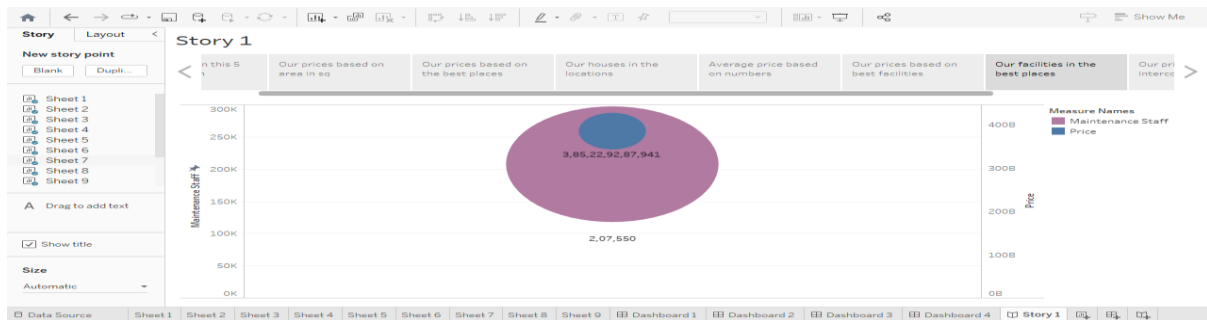 Show Me
Story Layout <
New story point
Blank Dupli...
Sheet 1
Sheet 2
Sheet 3
Sheet 4
Sheet 5
Sheet 6
Sheet 7
Sheet 8
Sheet 9
A Drag to add text
Show title
Size
Automatic
Story 1
n this 5
Our prices based on
area in sq
Our prices based on
the best places
Our houses in the
locations
Average price based
on numbers
Our prices based on
best facilities
Our facilities in the
best places
Our pri
interco
300K
250K
200K
150K
100K
50K
0K
Maintenance Staff
3,85,22,92,87,941
2,07,550
400B
300B
200B
100B
0B
Price
Measure Names
Maintenance Staff
Price
Data Source Sheet 1 Sheet 2 Sheet 3 Sheet 4 Sheet 5 Sheet 6 Sheet 7 Sheet 8 Sheet 9 Dashboard 1 Dashboard 2 Dashboard 3 Dashboard 4 Story 1